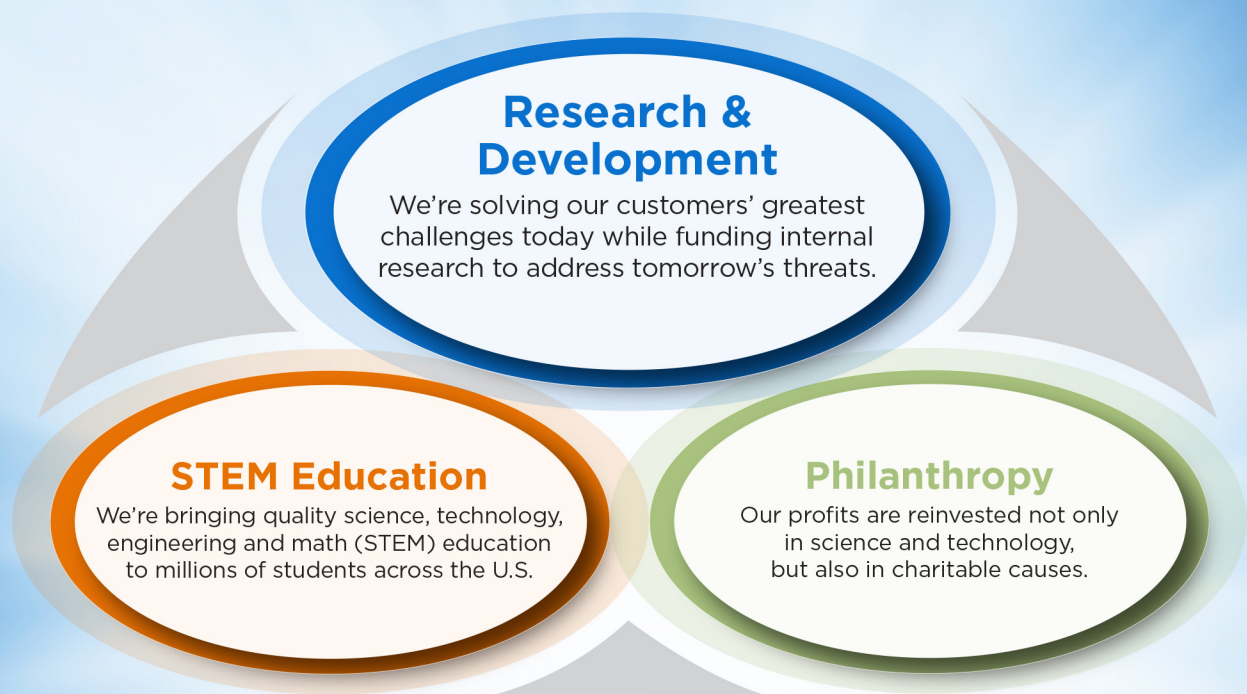 Research &
Development
We’re solving our customers’ greatest
challenges today while funding internal
research to address tomorrow’s threats.
STEM Education
We’re bringing quality science, technology,
engineering and math (STEM) education
to millions of students across the U.S.
Philanthropy
Our profits are reinvested not only
in science and technology,
but also in charitable causes.